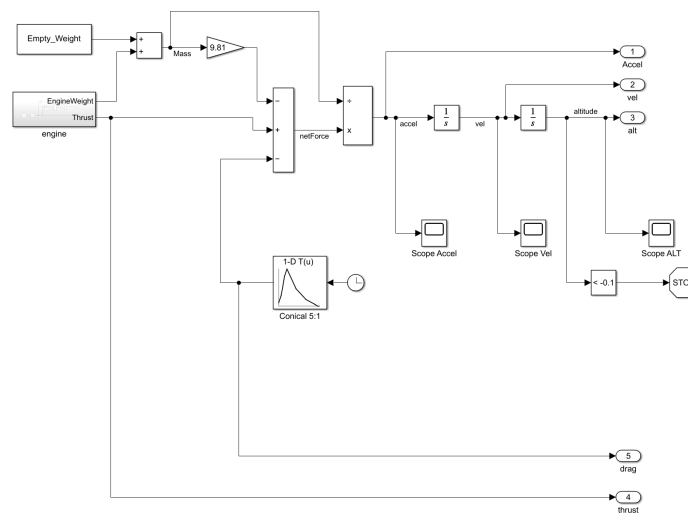 Empty_Weight
+
+
Mass
9.81
EngineWeight
Thrust
engine
−
+
−
netForce
÷
x
accel
1
s
vel
1
s
altitude
1
Accel
2
vel
3
alt
Scope Accel
Scope Vel
Scope ALT
1-D T(u)
Conical 5:1
< -0.1
STO
5
drag
4
thrust